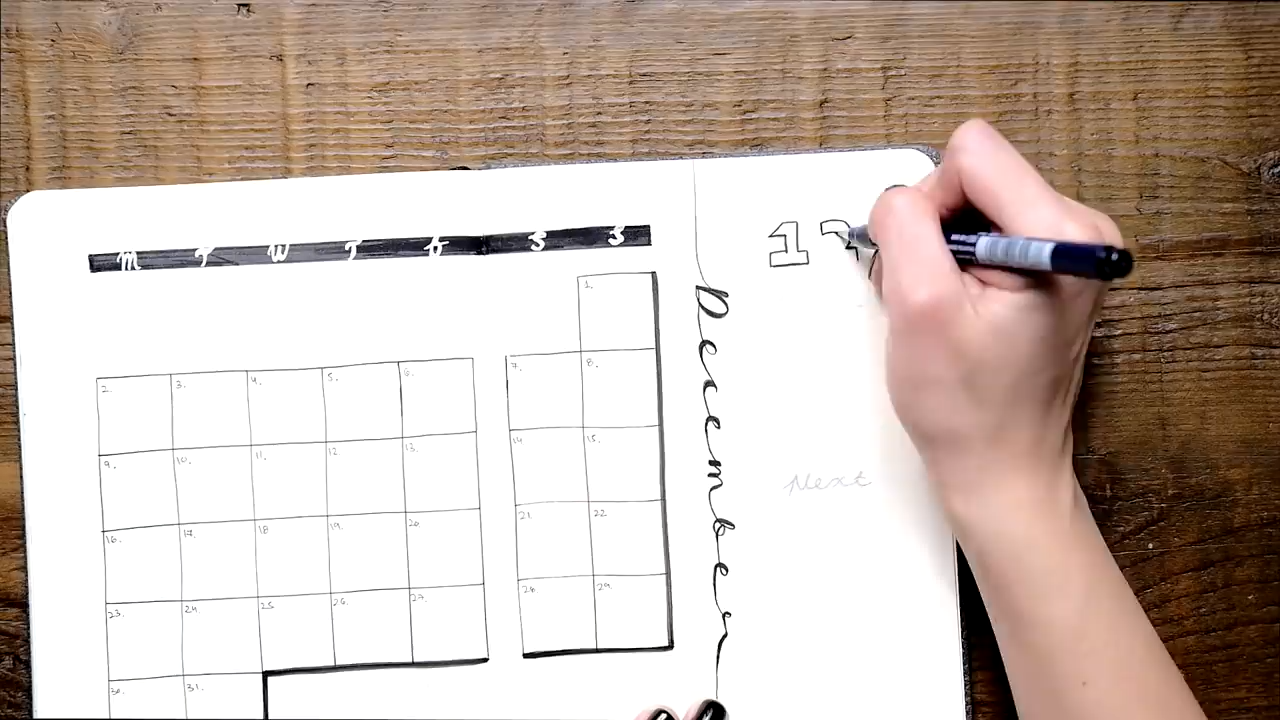 M T W T F S S
1.
2. 3. 4. 5. 6. 7. 8.
9. 10. 11. 12. 13. 14 15.
16. 17. 18 19. 20. 21. 22
23. 24. 25. 26. 27. 28 29.
30. 31.
December
12
Next